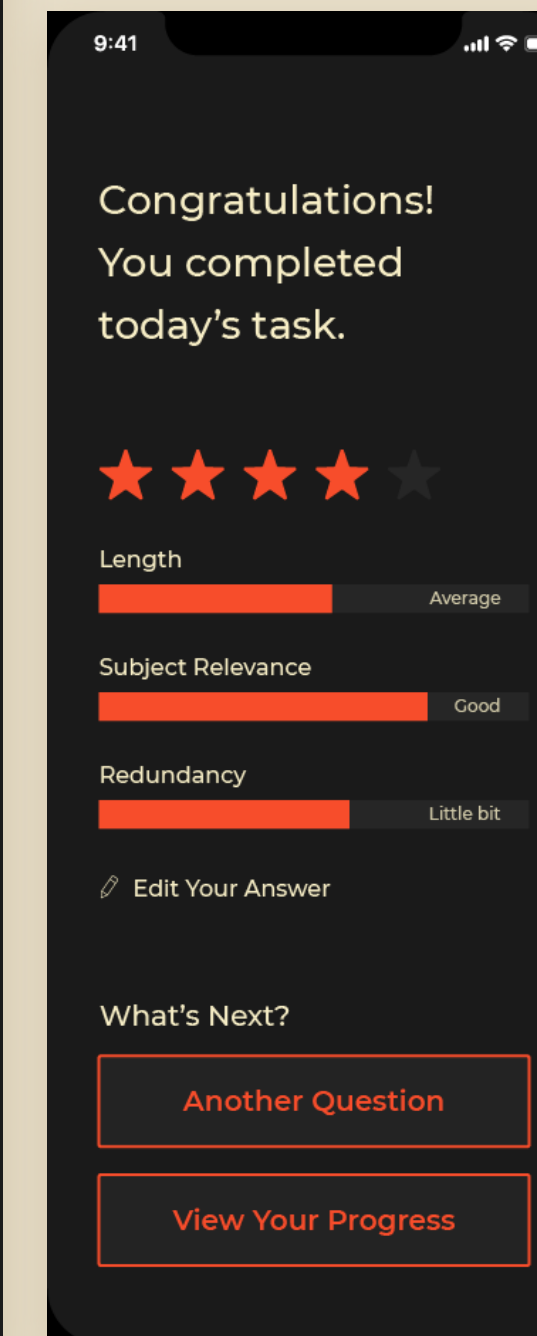 9:41
Congratulations!
You completed
today’s task.
Length
Average
Subject Relevance
Good
Redundancy
Little bit
Edit Your Answer
What’s Next?
Another Question
View Your Progress